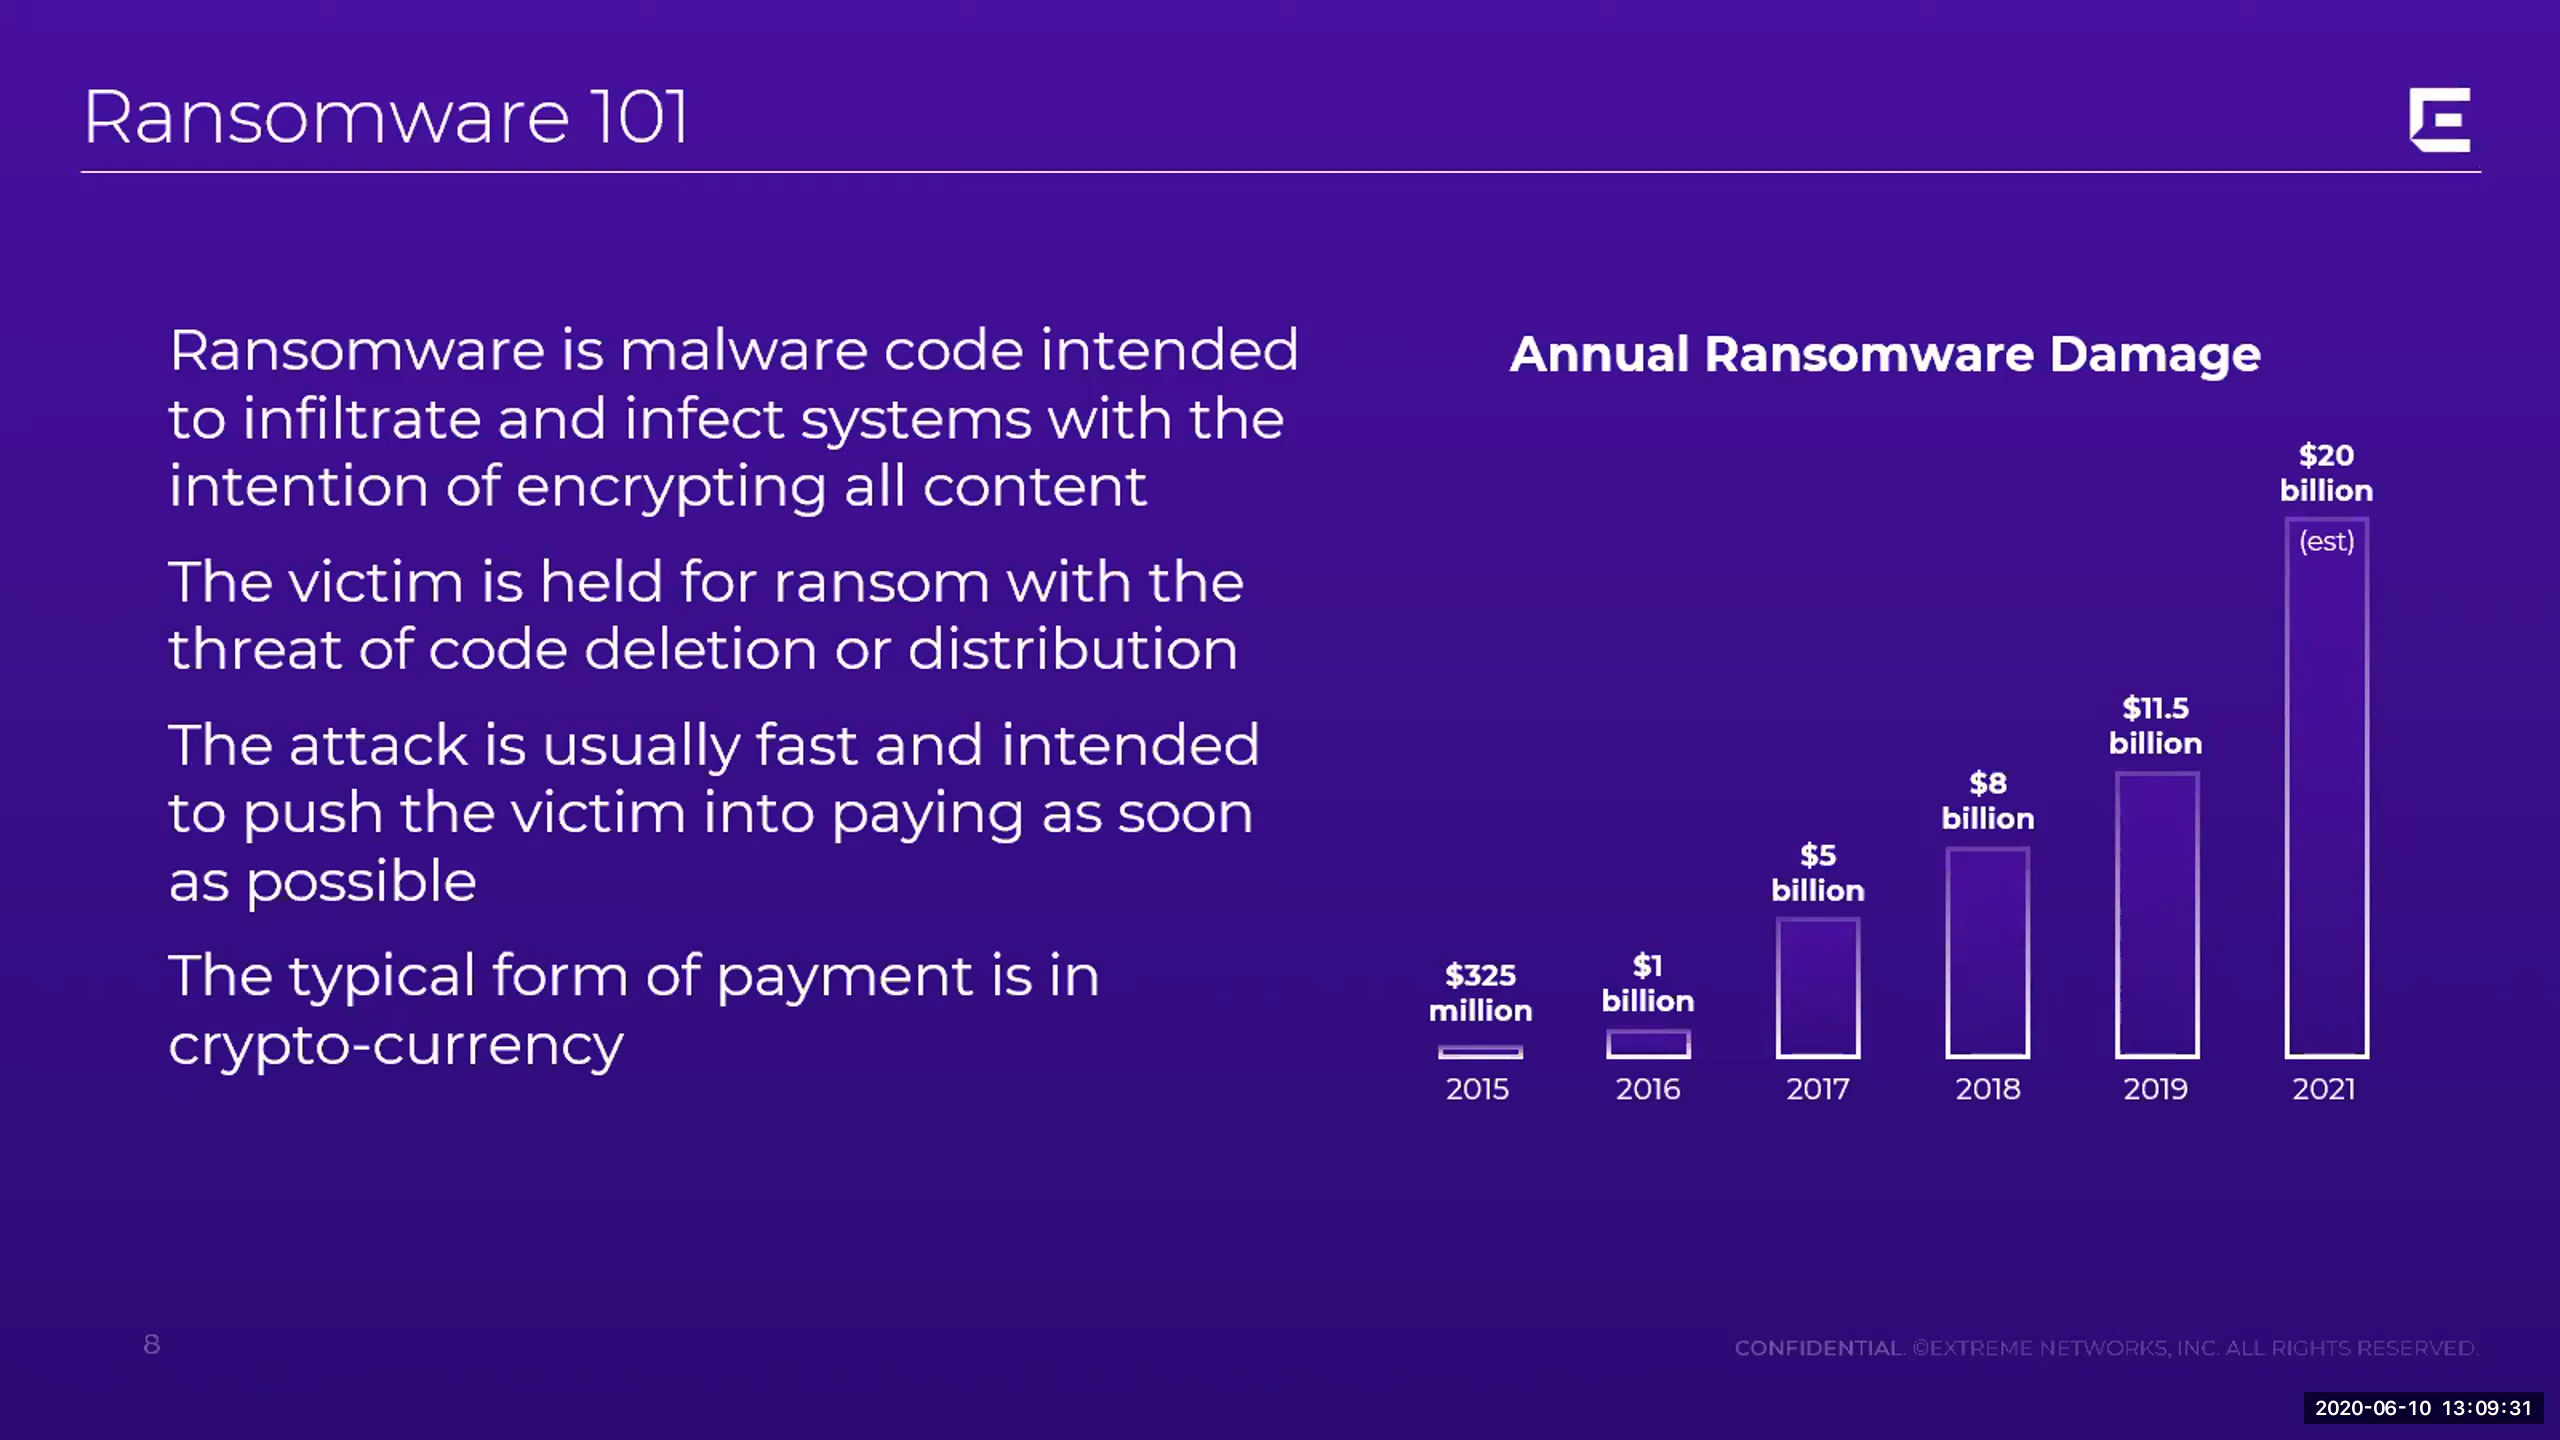 Ransomware 101
Ransomware is malware code intended
to infiltrate and infect systems with the
intention of encrypting all content
The victim is held for ransom with the
threat of code deletion or distribution
The attack is usually fast and intended
to push the victim into paying as soon
as possible
The typical form of payment is in
crypto-currency
Annual Ransomware Damage
$325
million
2015
$1
billion
2016
$5
billion
2017
$8
billion
2018
$11.5
billion
2019
$20
billion
(est)
2021
8
CONFIDENTIAL. ©EXTREME NETWORKS, INC. ALL RIGHTS RESERVED.
2020-06-10 13:09:31